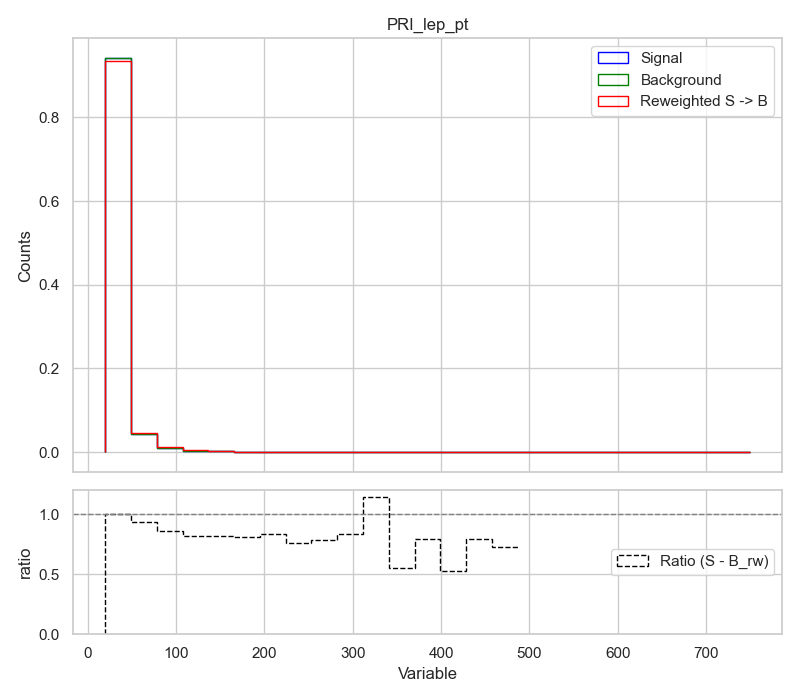 PRI_lep_pt
Signal
Background
Reweighted S -> B
Counts
0.8
0.6
0.4
0.2
0.0
ratio
1.0
0.5
0.0
Ratio (S - B_rw)
0 100 200 300 400 500 600 700
Variable